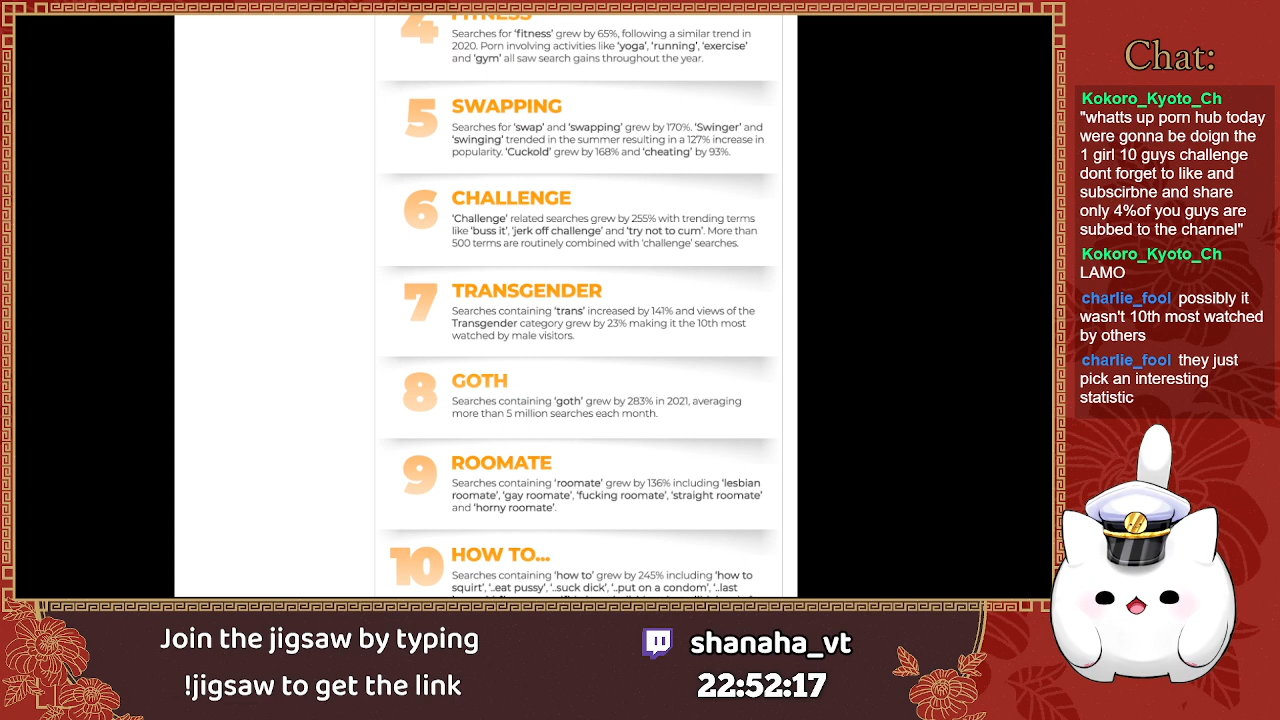 4 FITNESS
Searches for 'fitness' grew by 65%, following a similar trend in
2020. Porn involving activities like 'yoga', 'running', 'exercise'
and 'gym' all saw search gains throughout the year.
5 SWAPPING
Searches for 'swap' and 'swapping' grew by 170%. 'Swinger' and
'swinging' trended in the summer resulting in a 127% increase in
popularity. 'Cuckold' grew by 168% and 'cheating' by 93%.
6 CHALLENGE
'Challenge' related searches grew by 255% with trending terms
like 'buss it', 'jerk off challenge' and 'try not to cum'. More than
500 terms are routinely combined with 'challenge' searches.
7 TRANSGENDER
Searches containing 'trans' increased by 141% and views of the
Transgender category grew by 23% making it the 10th most
watched by male visitors.
8 GOTH
Searches containing 'goth' grew by 283% in 2021, averaging
more than 5 million searches each month.
9 ROOMATE
Searches containing 'roomate' grew by 136% including 'lesbian
roomate', 'gay roomate', 'fucking roomate', 'straight roomate'
and 'horny roomate'.
10 HOW TO...
Searches containing 'how to' grew by 245% including 'how to
squirt', '..eat pussy', '..suck dick', '..put on a condom', '..last
Chat:
Kokoro_Kyoto_Ch
"whatts up porn hub today
were gonna be doign the
1 girl 10 guys challenge
dont forget to like and
subscirbne and share
only 4%of you guys are
subbed to the channel"
Kokoro_Kyoto_Ch
LAMO
charlie_fool possibly it
wasn't 10th most watched
by others
charlie_fool they just
pick an interesting
statistic
Join the jigsaw by typing
!jigsaw to get the link
shanaha_vt
22:52:17